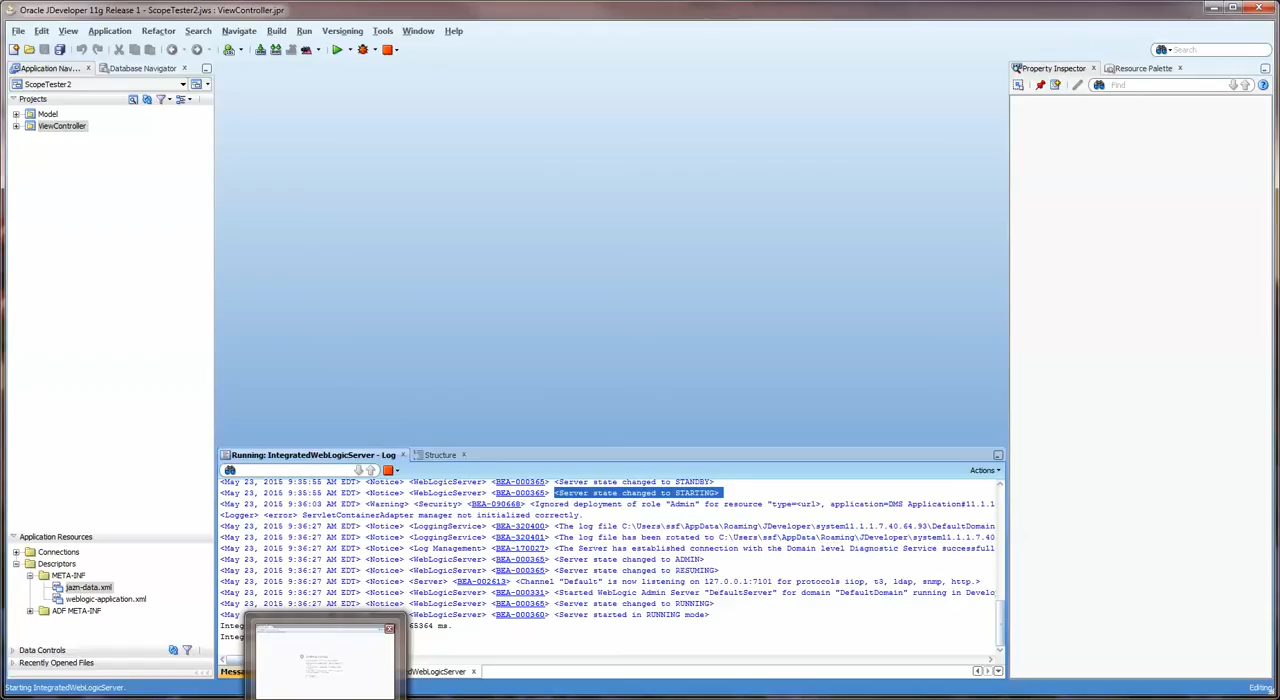 Oracle JDeveloper 11g Release 1 - ScopeTester2.jws : ViewController.jpr
File Edit View Application Refactor Search Navigate Build Run Versioning Tools Window Help
Search
Application Nav... Database Navigator
Property Inspector Resource Palette
ScopeTester2
Find
Projects
Model
ViewController
Running: IntegratedWebLogicServer - Log Structure
Actions
<May 23, 2015 9:35:55 AM EDT> <Notice> <WebLogicServer> <BEA-000365> <Server state changed to STANDBY>
<May 23, 2015 9:35:55 AM EDT> <Notice> <WebLogicServer> <BEA-000365> <Server state changed to STARTING>
<May 23, 2015 9:36:03 AM EDT> <Warning> <Security> <BEA-090668> <Ignored deployment of role "Admin" for resource "type=<url>, application=DMS Application#11.1.
<Logger> <error> ServletContainerAdapter manager not initialized correctly.
<May 23, 2015 9:36:27 AM EDT> <Notice> <LoggingService> <BEA-320400> <The log file C:\Users\ssf\AppData\Roaming\JDeveloper\system11.1.1.7.40.64.93\DefaultDomain
<May 23, 2015 9:36:27 AM EDT> <Notice> <LoggingService> <BEA-320401> <The log file has been rotated to C:\Users\ssf\AppData\Roaming\JDeveloper\system11.1.1.7.40
<May 23, 2015 9:36:27 AM EDT> <Notice> <Log Management> <BEA-170027> <The Server has established connection with the Domain level Diagnostic Service successfull
<May 23, 2015 9:36:27 AM EDT> <Notice> <WebLogicServer> <BEA-000365> <Server state changed to ADMIN>
<May 23, 2015 9:36:27 AM EDT> <Notice> <WebLogicServer> <BEA-000365> <Server state changed to RESUMING>
<May 23, 2015 9:36:27 AM EDT> <Notice> <Server> <BEA-002613> <Channel "Default" is now listening on 127.0.0.1: protocols iiop, t3, ldap, snmp, http.>
<May 23, 2015 9:36:27 AM EDT> <Notice> <WebLogicServer> <BEA-000331> <Started WebLogic Admin Server "DefaultServer" for domain "DefaultDomain" running in Develo
<May 23, 2015 9:36:27 AM EDT> <Notice> <WebLogicServer> <BEA-000365> <Server state changed to RUNNING>
<May <Notice> <WebLogicServer> <BEA-000360> <Server started in RUNNING mode>
Integ 65364 ms.
Integ
Application Resources
Connections
Descriptors
META-INF
jazn-data.xml
weblogic-application.xml
ADF META-INF
Data Controls
Recently Opened Files
Messa dWebLogicServer
Starting IntegratedWebLogicServer. Editing